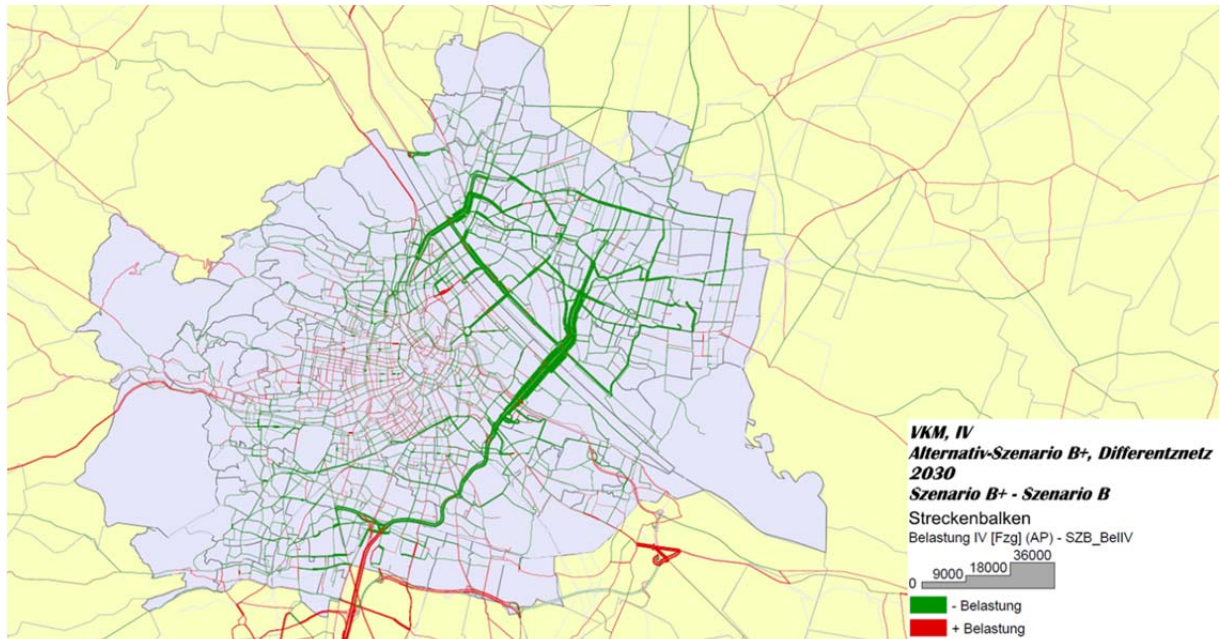 VKM, IV
Alternativ-Szenario B+, Differentznetz
2030
Szenario B+ - Szenario B
Streckenbalken
Belastung IV [Fzg] (AP) - SZB_BelIV
0 9000 18000 36000
- Belastung
+ Belastung